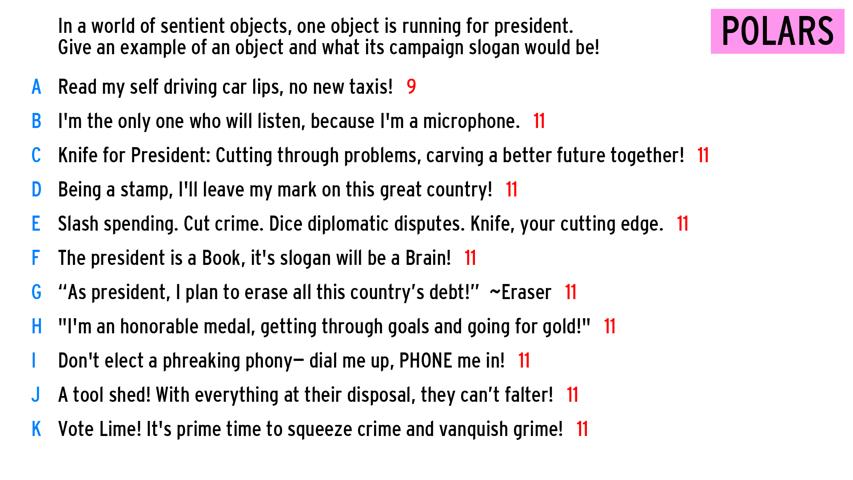 In a world of sentient objects, one object is running for president.
Give an example of an object and what its campaign slogan would be!
POLARS
A Read my self driving car lips, no new taxis! 9
B I'm the only one who will listen, because I'm a microphone. 11
C Knife for President: Cutting through problems, carving a better future together! 11
D Being a stamp, I'll leave my mark on this great country! 11
E Slash spending. Cut crime. Dice diplomatic disputes. Knife, your cutting edge. 11
F The president is a Book, it's slogan will be a Brain! 11
G “As president, I plan to erase all this country’s debt!” ~Eraser 11
H "I'm an honorable medal, getting through goals and going for gold!" 11
I Don't elect a phreaking phony— dial me up, PHONE me in! 11
J A tool shed! With everything at their disposal, they can’t falter! 11
K Vote Lime! It's prime time to squeeze crime and vanquish grime! 11